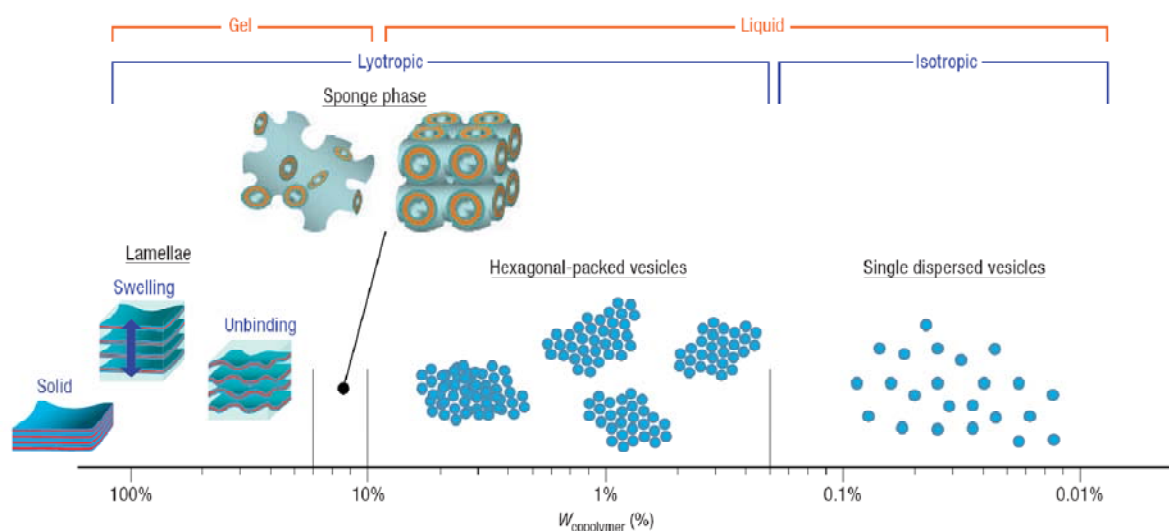 Gel
Liquid
Lyotropic
Isotropic
Sponge phase
Lamellae
Swelling
Unbinding
Solid
Hexagonal-packed vesicles
Single dispersed vesicles
100%
10%
1%
0.1%
0.01%
Wcopolymer (%)